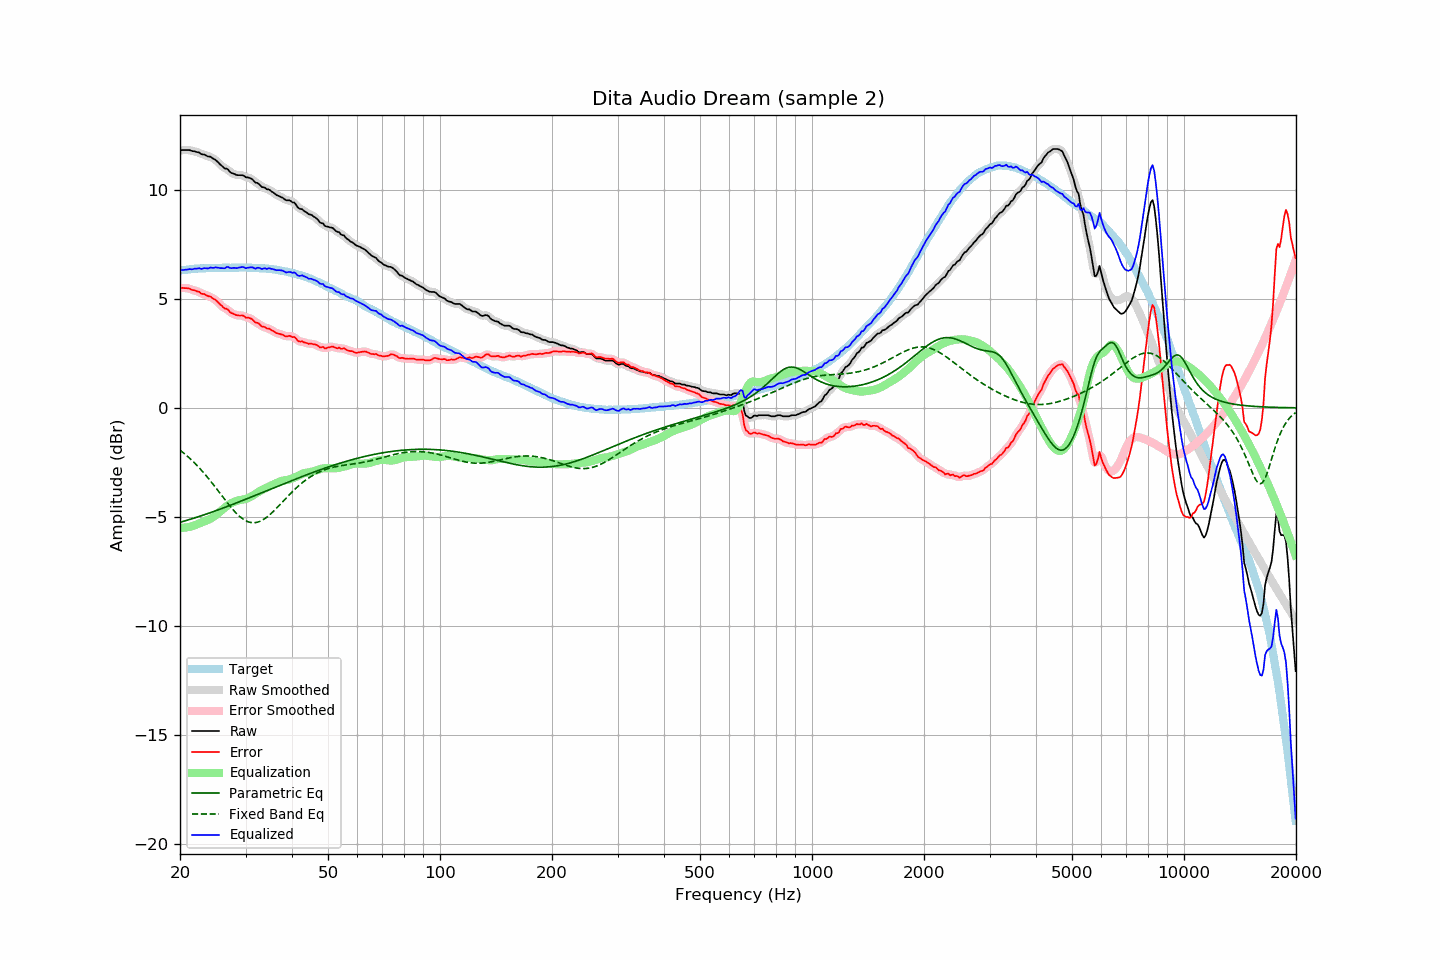 Dita Audio Dream (sample 2)
Amplitude (dBr)
10
5
0
−5
−10
−15
−20
Target
Raw Smoothed
Error Smoothed
Raw
Error
Equalization
Parametric Eq
Fixed Band Eq
Equalized
20 50 100 200 500 1000 2000 5000 10000 20000
Frequency (Hz)